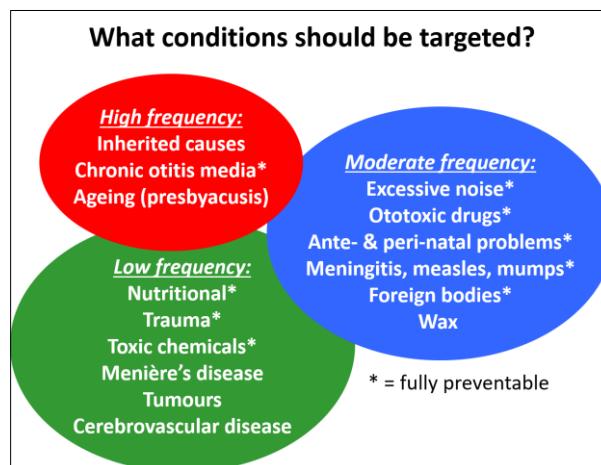 What conditions should be targeted?
High frequency:
Inherited causes
Chronic otitis media*
Ageing (presbyacusis)
Moderate frequency:
Excessive noise*
Ototoxic drugs*
Ante- & peri-natal problems*
Meningitis, measles, mumps*
Foreign bodies*
Wax
Low frequency:
Nutritional*
Trauma*
Toxic chemicals*
Menière’s disease
Tumours
Cerebrovascular disease
* = fully preventable